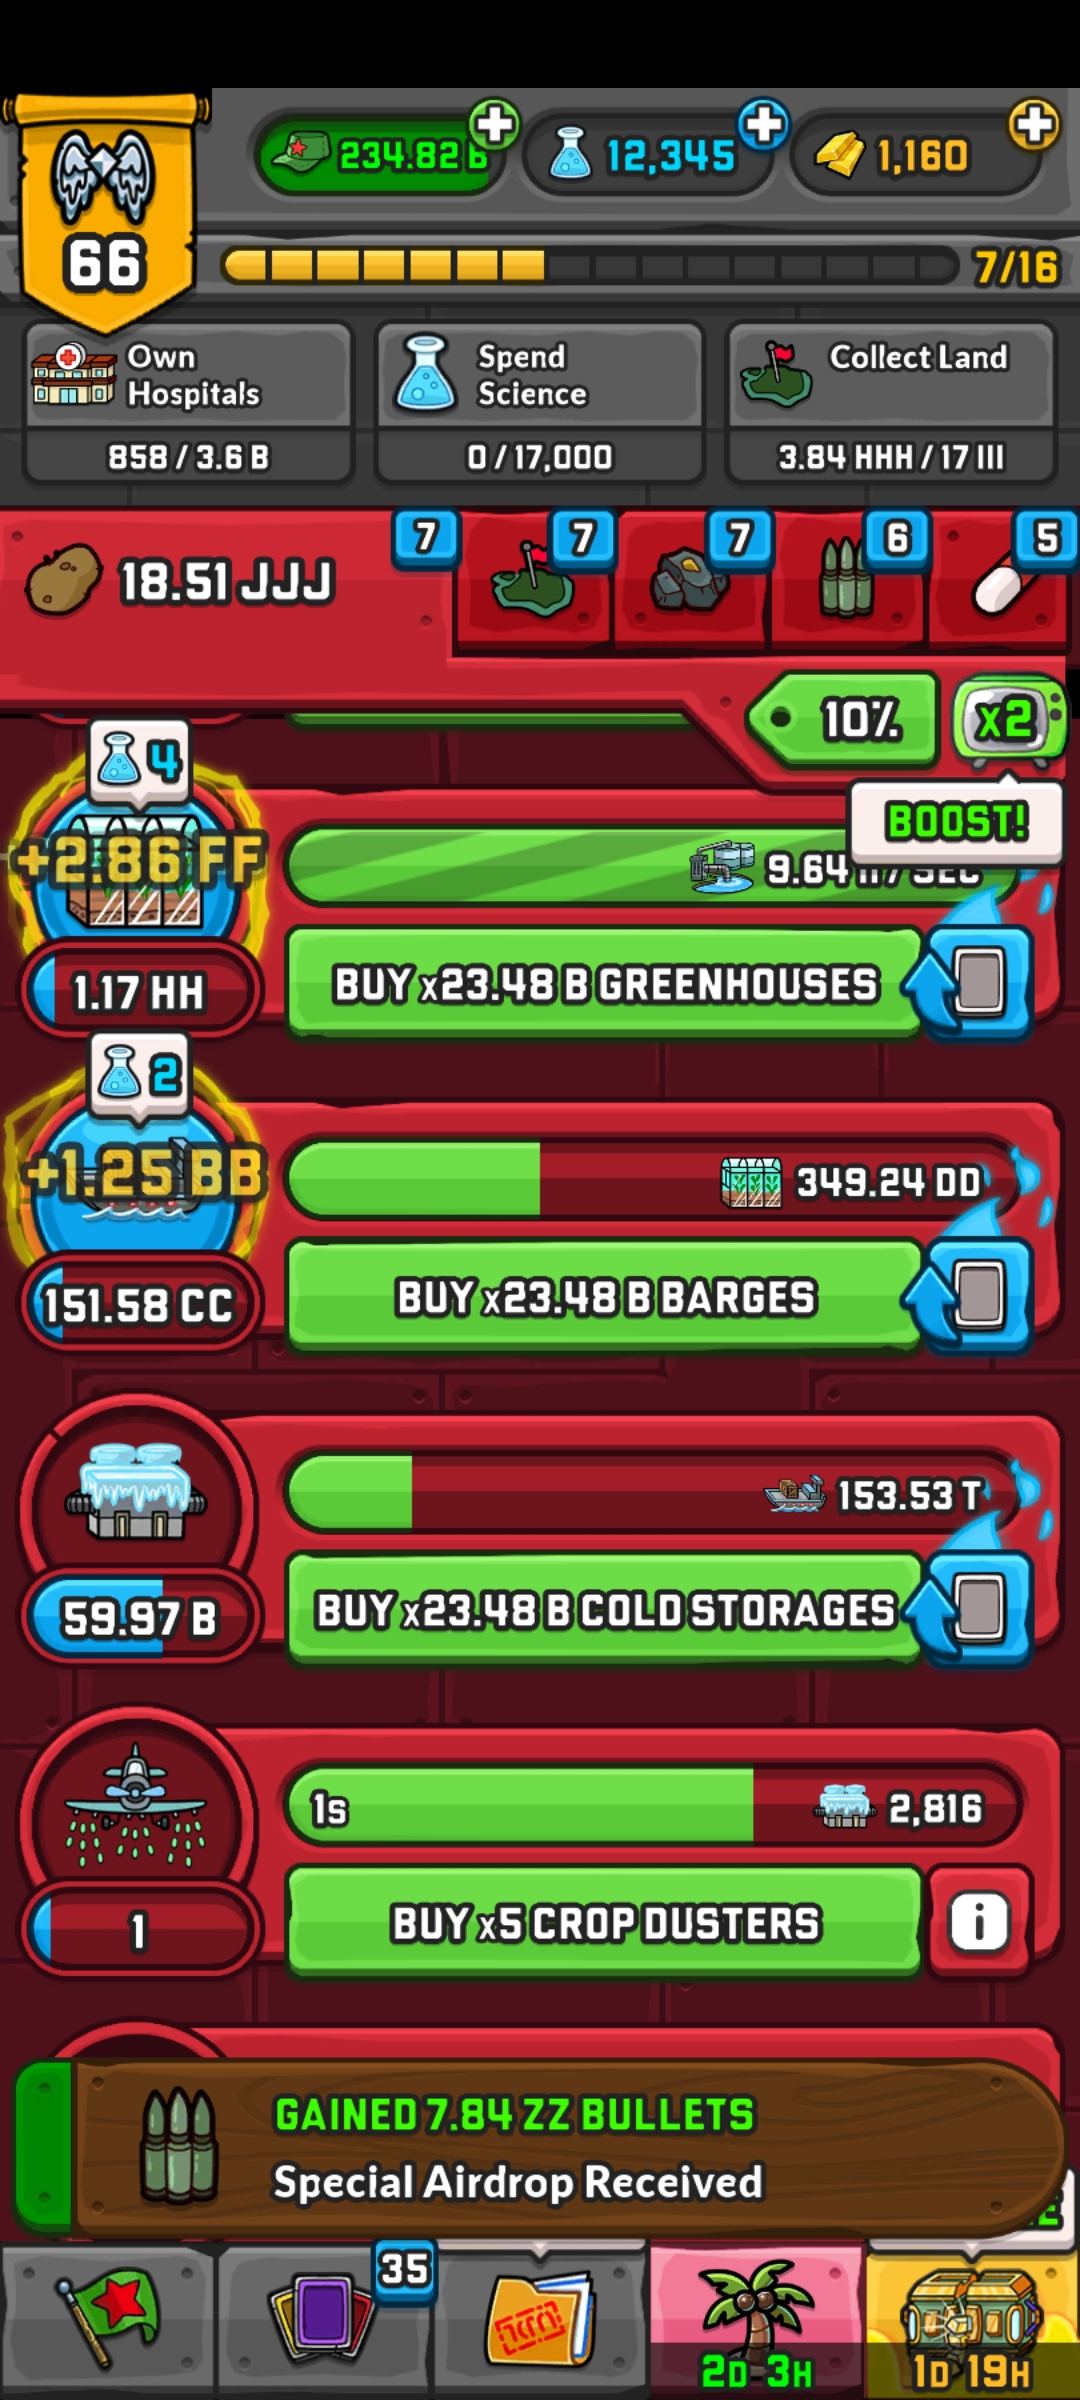 234.82 B
12,345
1,160
66
7/16
Own
Hospitals
858 / 3.6 B
Spend
Science
0 / 17,000
Collect Land
3.84 HHH / 17 III
18.51 JJJ
7
7
7
6
5
10%
x2
BOOST!
4
+2.86 FF
9.64
1.17 HH
BUY x23.48 B GREENHOUSES
2
+1.25 BB
349.24 DD
151.58 CC
BUY x23.48 B BARGES
153.53 T
59.97 B
BUY x23.48 B COLD STORAGES
1s
2,816
1
BUY x5 CROP DUSTERS
i
GAINED 7.84 ZZ BULLETS
Special Airdrop Received
35
2D 3H
1D 19H